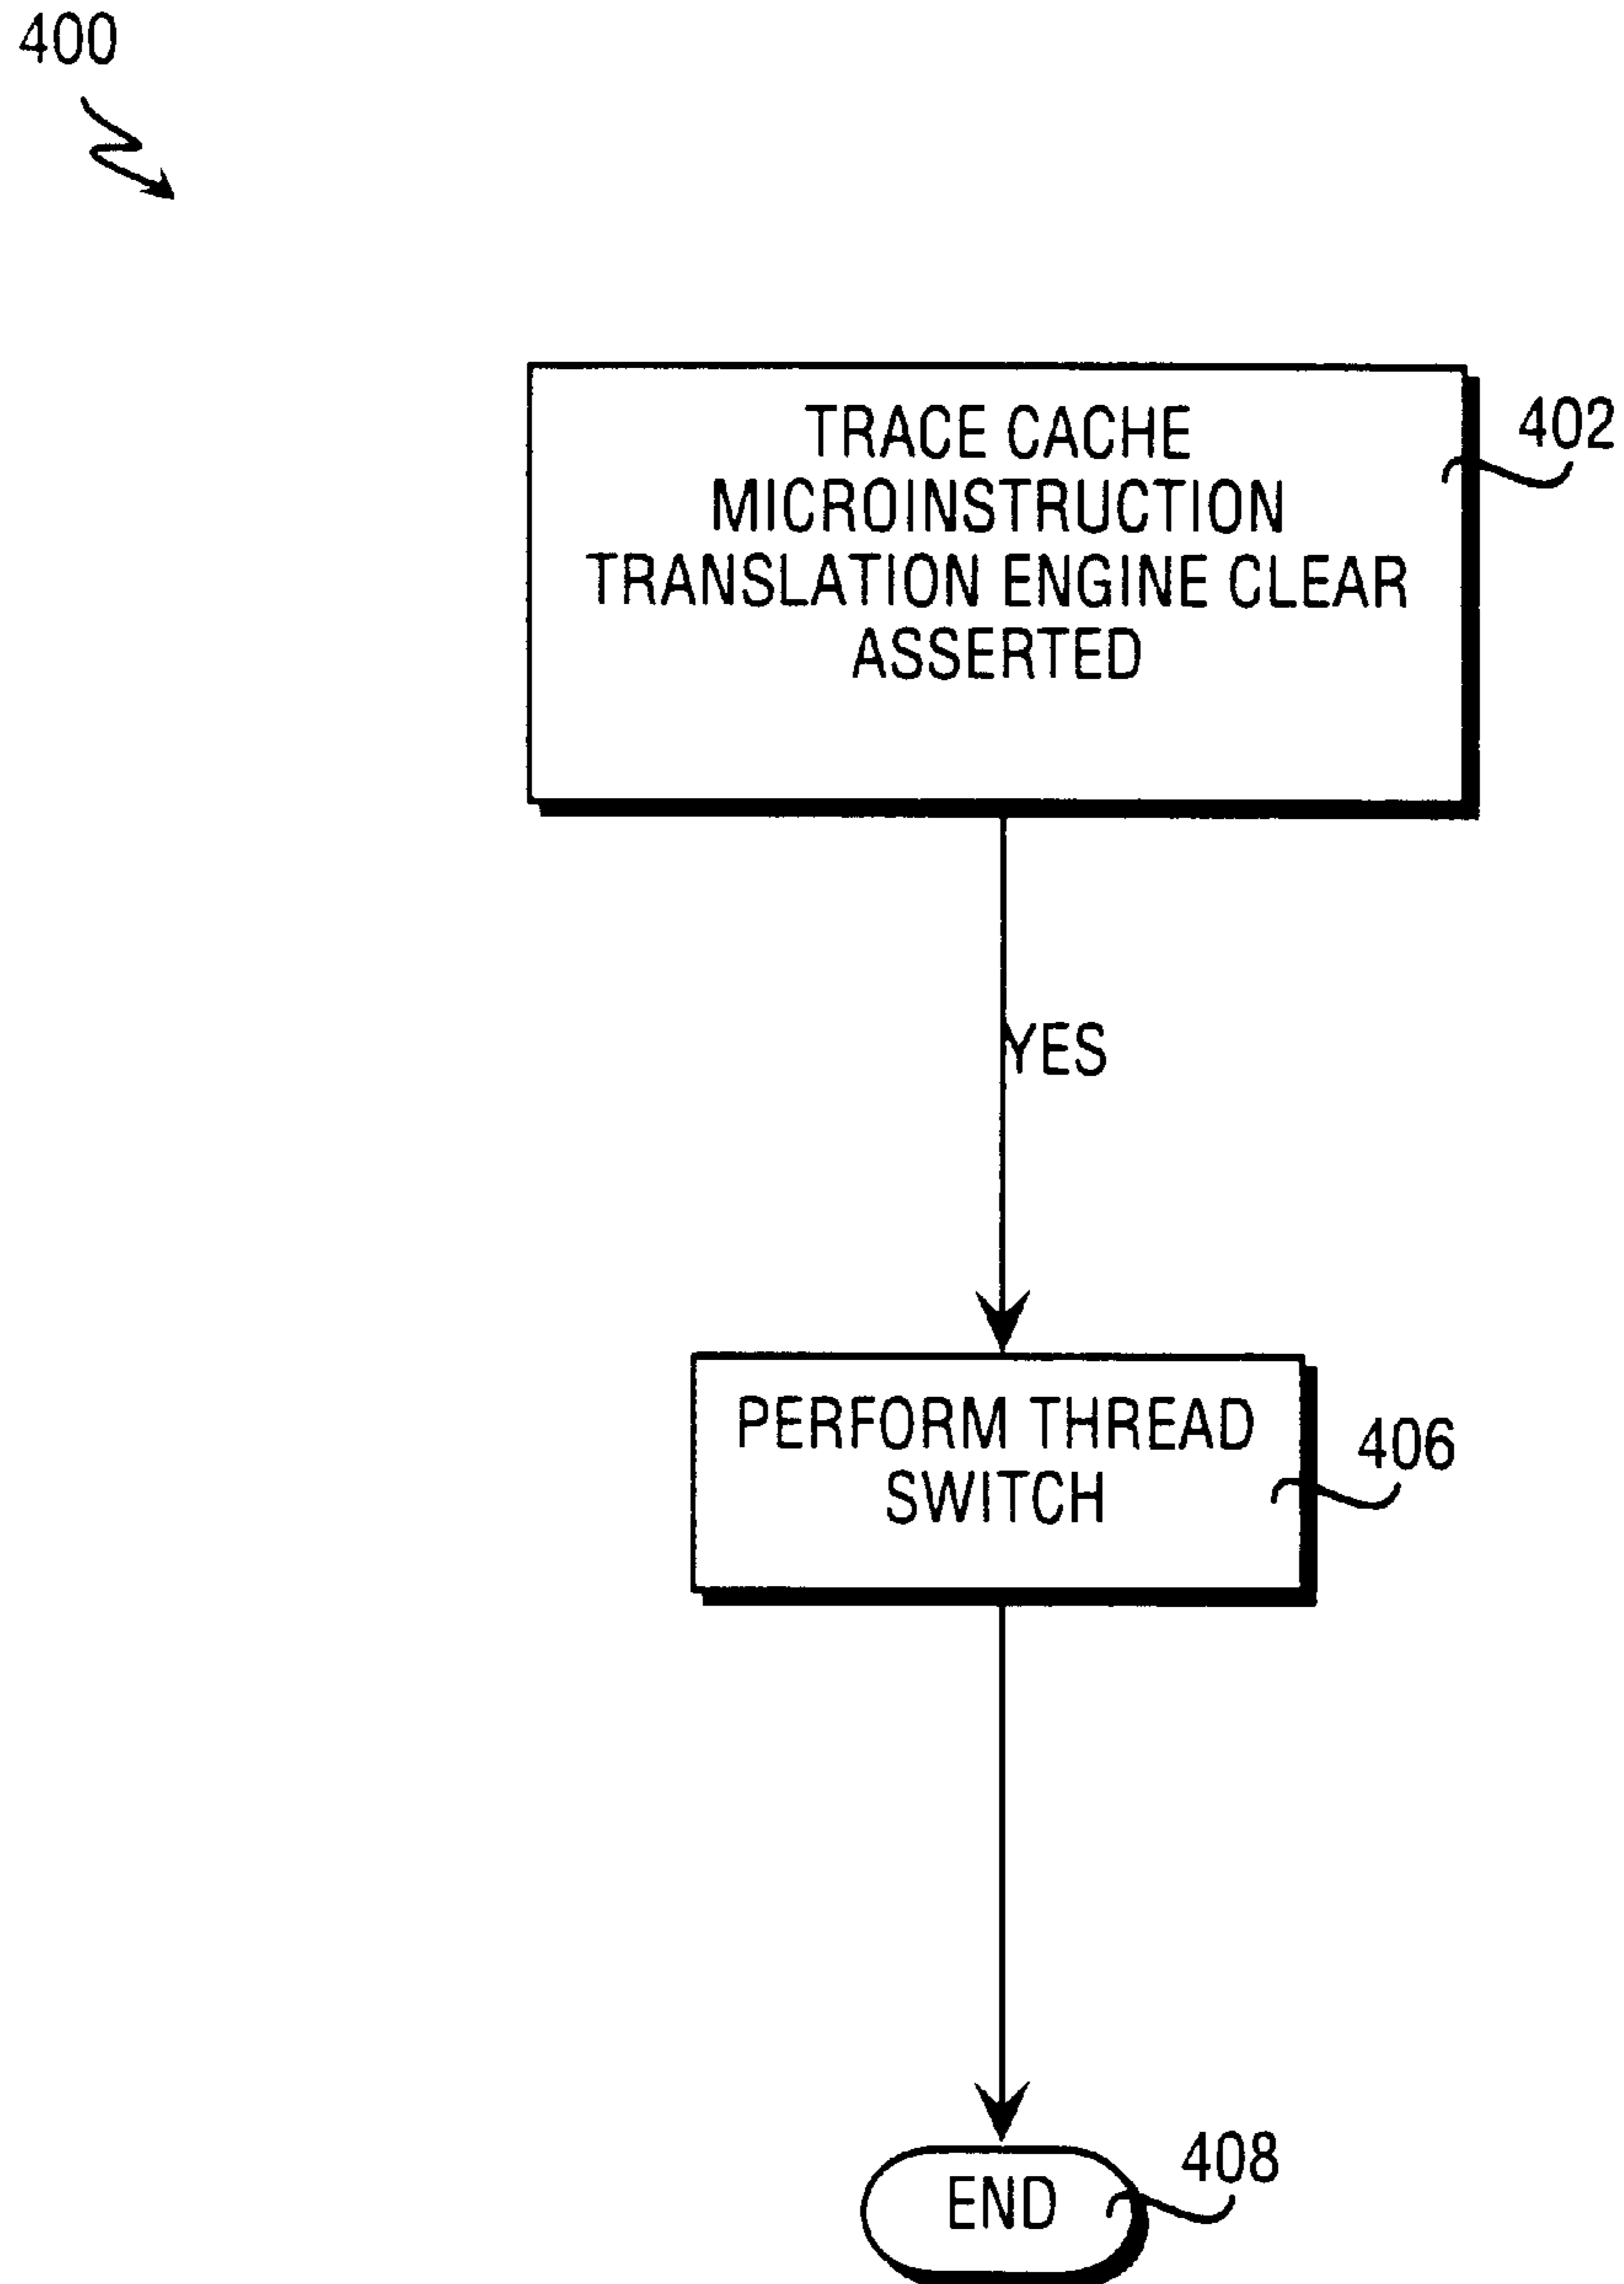 400
TRACE CACHE
402
MICROINSTRUCTION
TRANSLATION ENGINE CLEAR
ASSERTED
YES
PERFORM THREAD
406
SWITCH
408
END